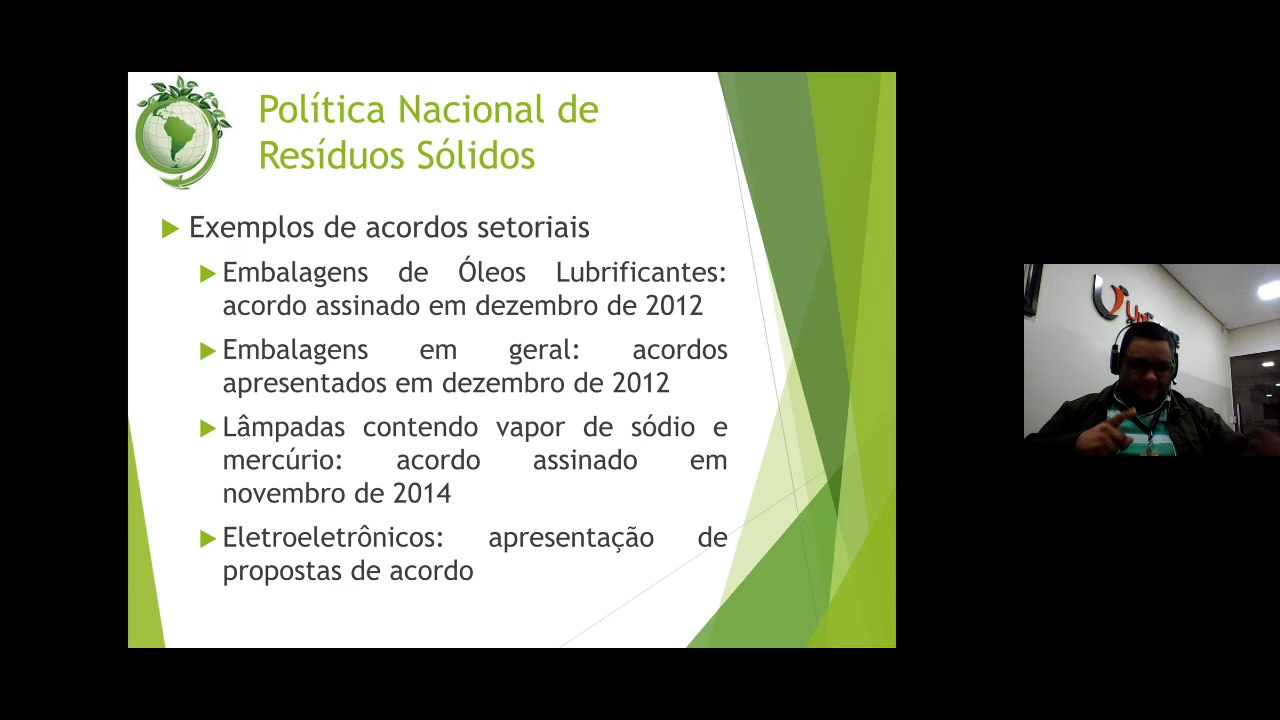 Política Nacional de
Resíduos Sólidos
Exemplos de acordos setoriais
Embalagens de Óleos Lubrificantes:
acordo assinado em dezembro de 2012
Embalagens em geral: acordos
apresentados em dezembro de 2012
Lâmpadas contendo vapor de sódio e
mercúrio: acordo assinado em
novembro de 2014
Eletroeletrônicos: apresentação de
propostas de acordo